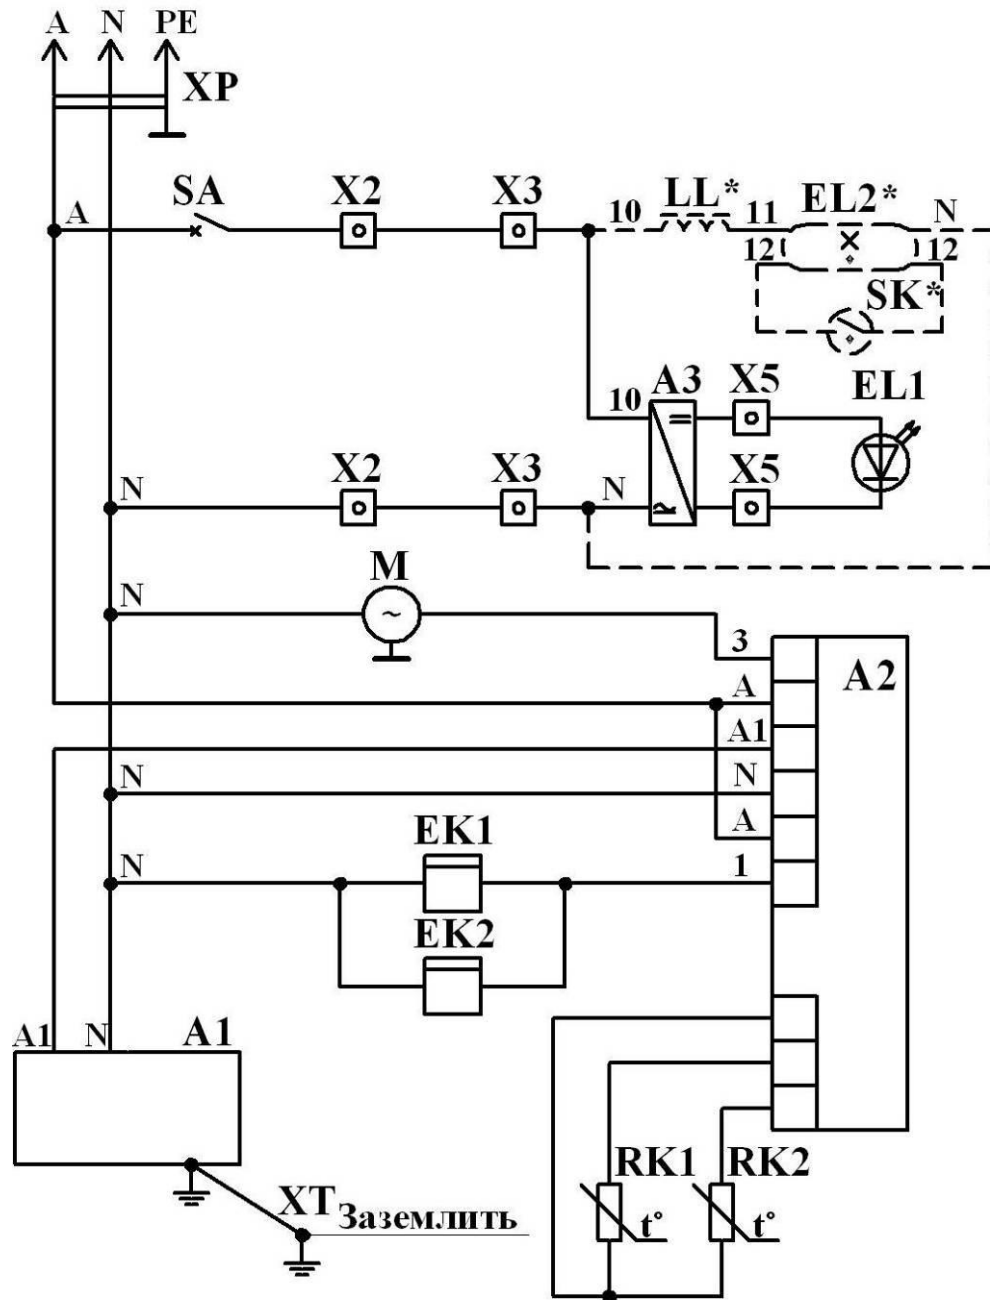 A N PE
XP
SA X2 X3 LL* EL2* N
A 10 11
12 12
SK*
A3 X5 EL1
10
X2 X3 X5
N N
M
N
3
A2
A
A1
N N
A
EK1
N 1
EK2
A1 N A1
RK1 RK2
XT Заземлить
t° t°